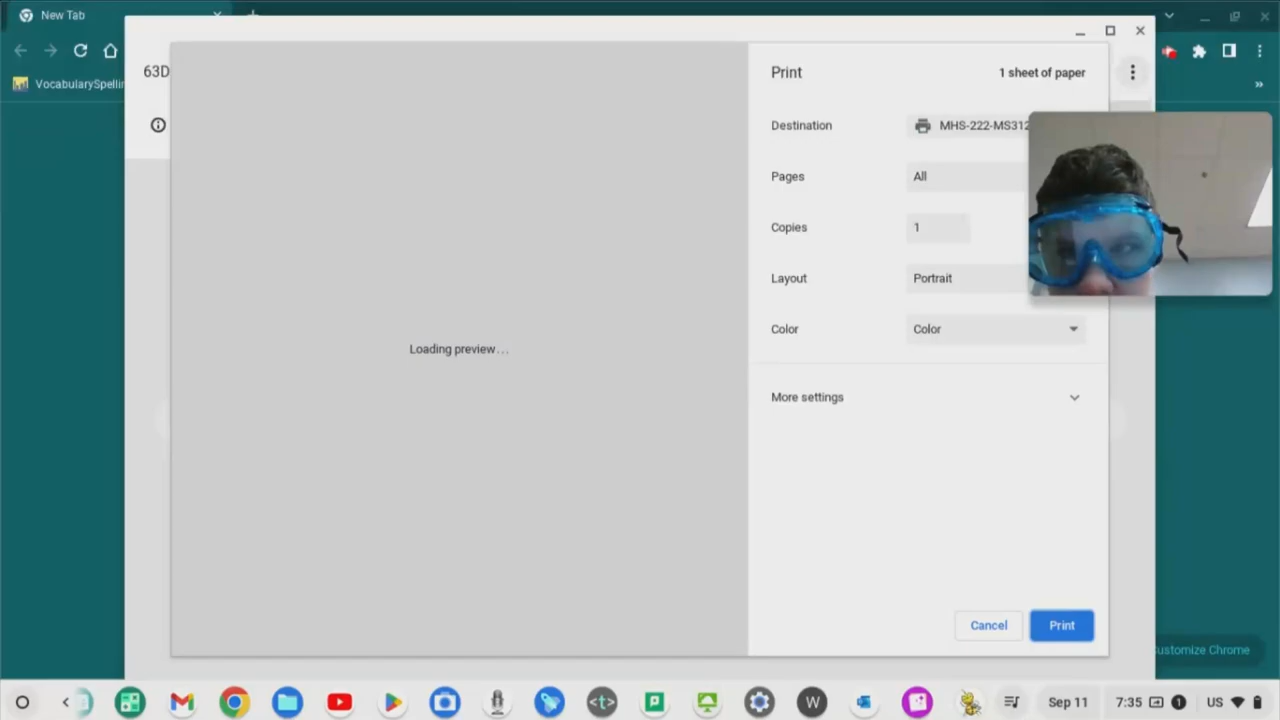 New Tab
VocabularySpellin
63D
Print
1 sheet of paper
Destination
MHS-222-MS312
Pages
All
Copies
1
Layout
Portrait
Color
Color
Loading preview...
More settings
Cancel
Print
Customize Chrome
W
<t>
Sep 11
7:35
1
US